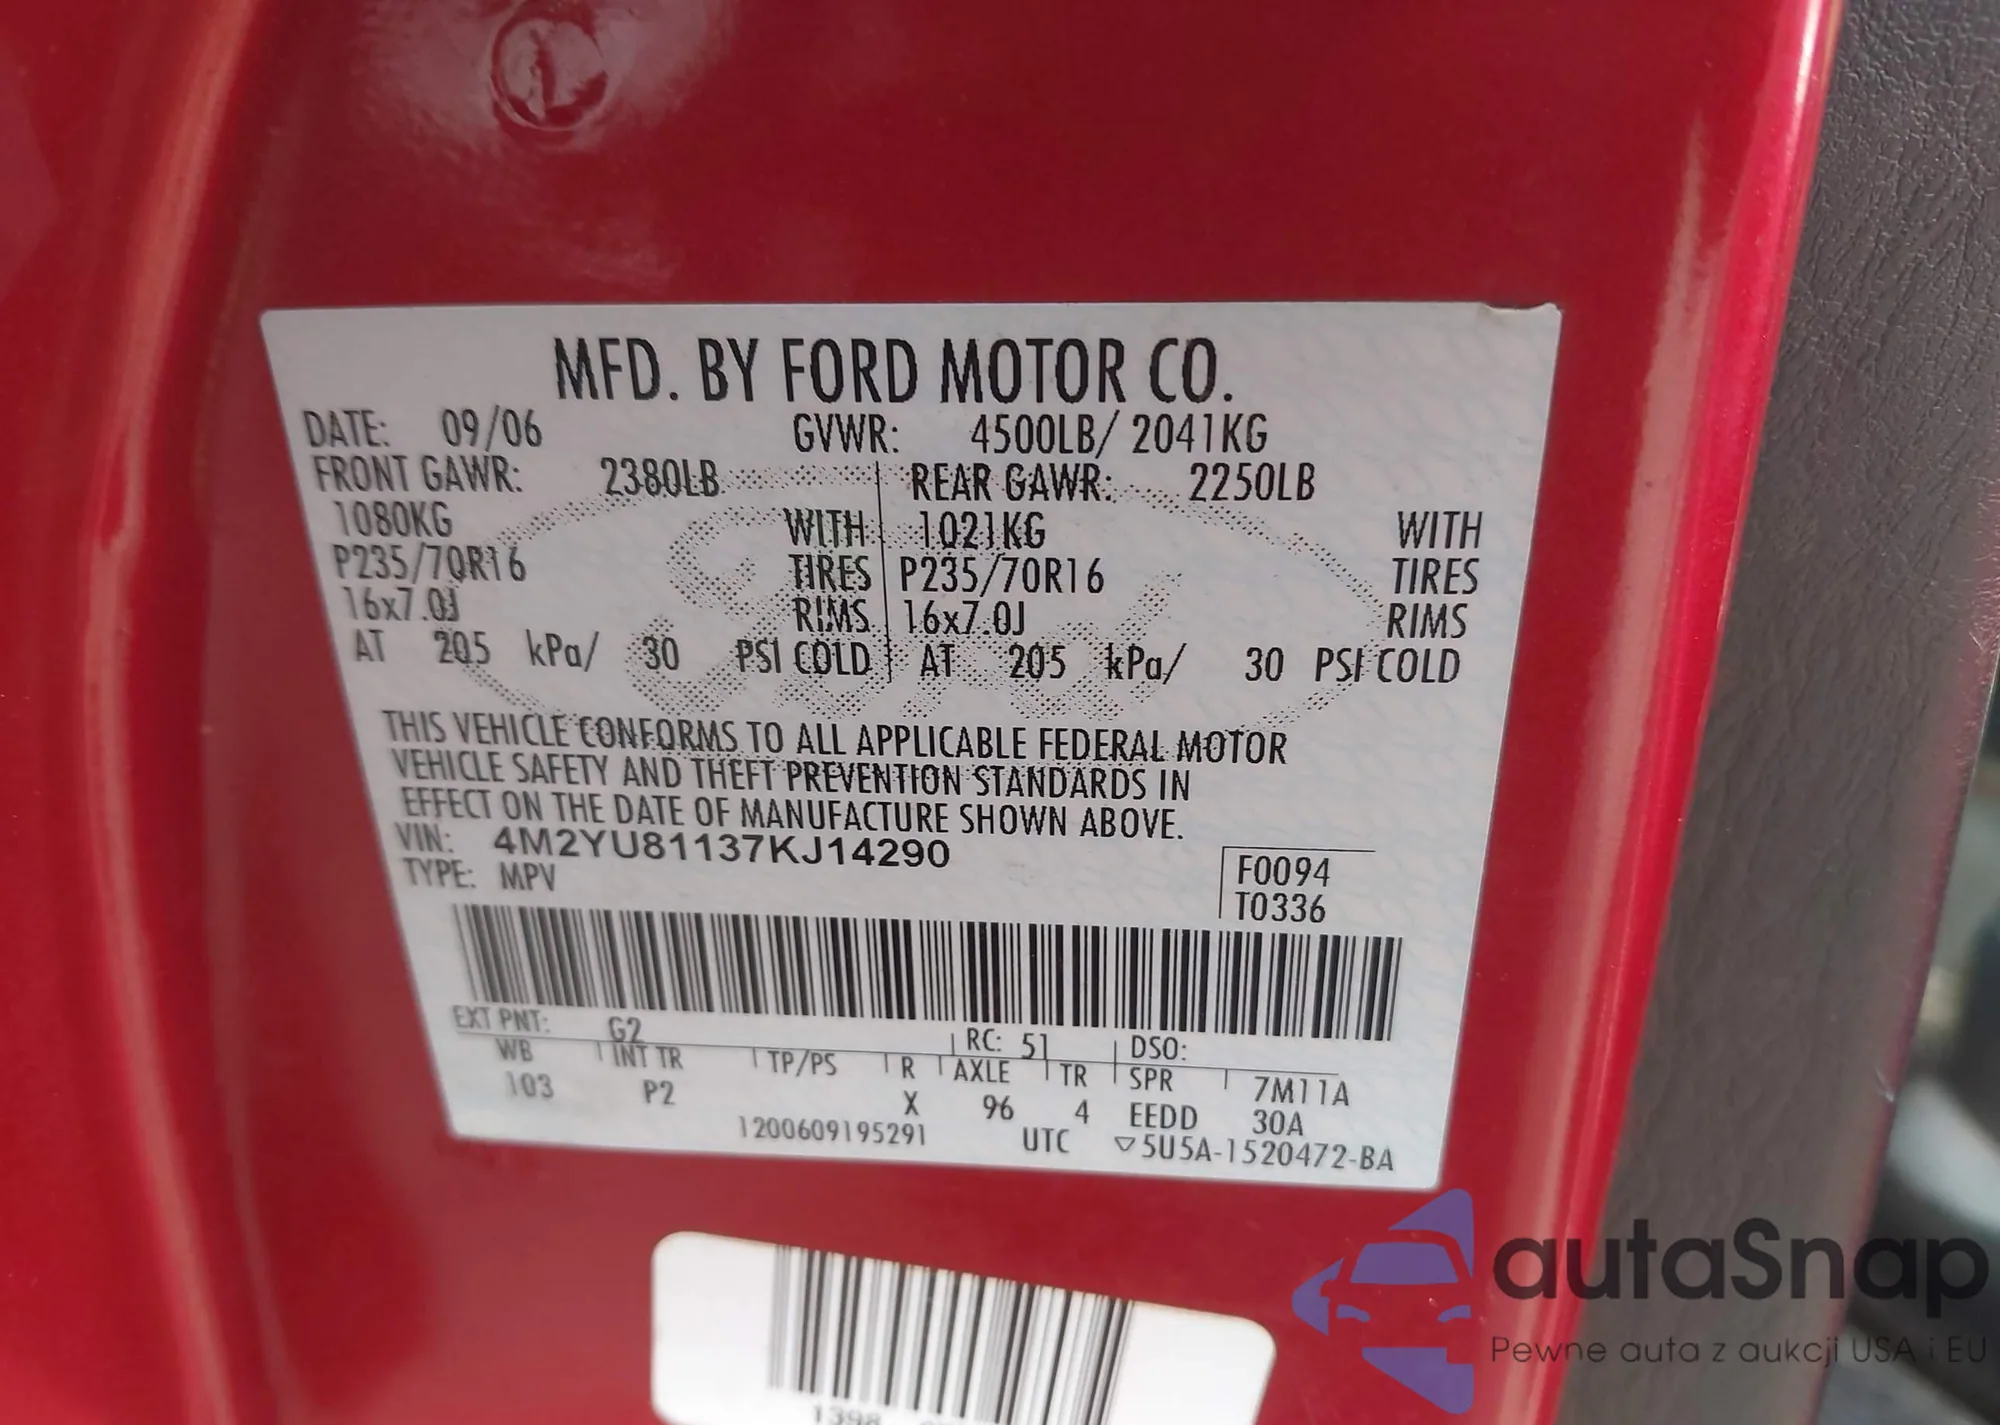 MFD. BY FORD MOTOR CO.
DATE: 09/06 GVWR: 4500LB/ 2041KG
FRONT GAWR: 2380LB REAR GAWR: 2250LB
1080KG WITH 1021KG WITH
P235/70R16 TIRES P235/70R16 TIRES
16x7.0J RIMS 16x7.0J RIMS
AT 205 kPa/ 30 PSI COLD AT 205 kPa/ 30 PSI COLD
THIS VEHICLE CONFORMS TO ALL APPLICABLE FEDERAL MOTOR
VEHICLE SAFETY AND THEFT PREVENTION STANDARDS IN
EFFECT ON THE DATE OF MANUFACTURE SHOWN ABOVE.
VIN: 4M2YU81137KJ14290
TYPE: MPV
F0094
T0336
EXT PNT: G2 RC: 51 DSO:
WB INT TR TP/PS R AXLE TR SPR 7M11A
103 P2 X 96 4 EEDD 30A
1200609195291 UTC ▽5U5A-1520472-BA
1398
autaSnap
Pewne auta z aukcji USA i EU